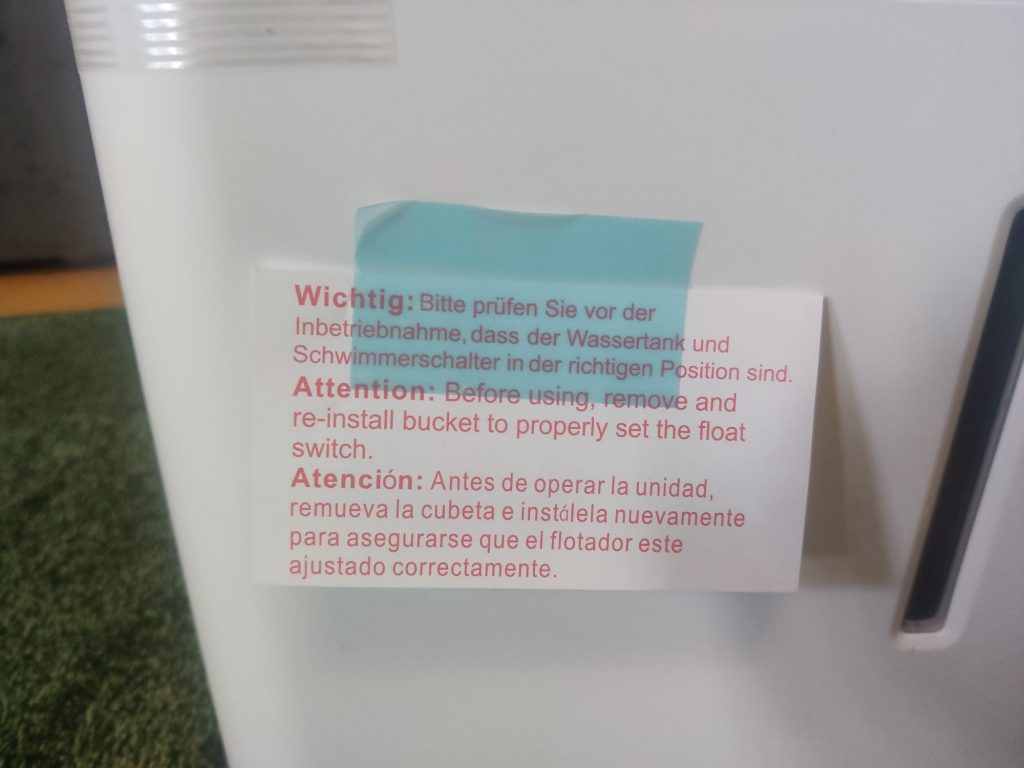 Wichtig: Bitte prüfen Sie vor der
Inbetriebnahme, dass der Wassertank und
Schwimmerschalter in der richtigen Position sind.
Attention: Before using, remove and
re-install bucket to properly set the float
switch.
Atención: Antes de operar la unidad,
remueva la cubeta e instálela nuevamente
para asegurarse que el flotador este
ajustado correctamente.